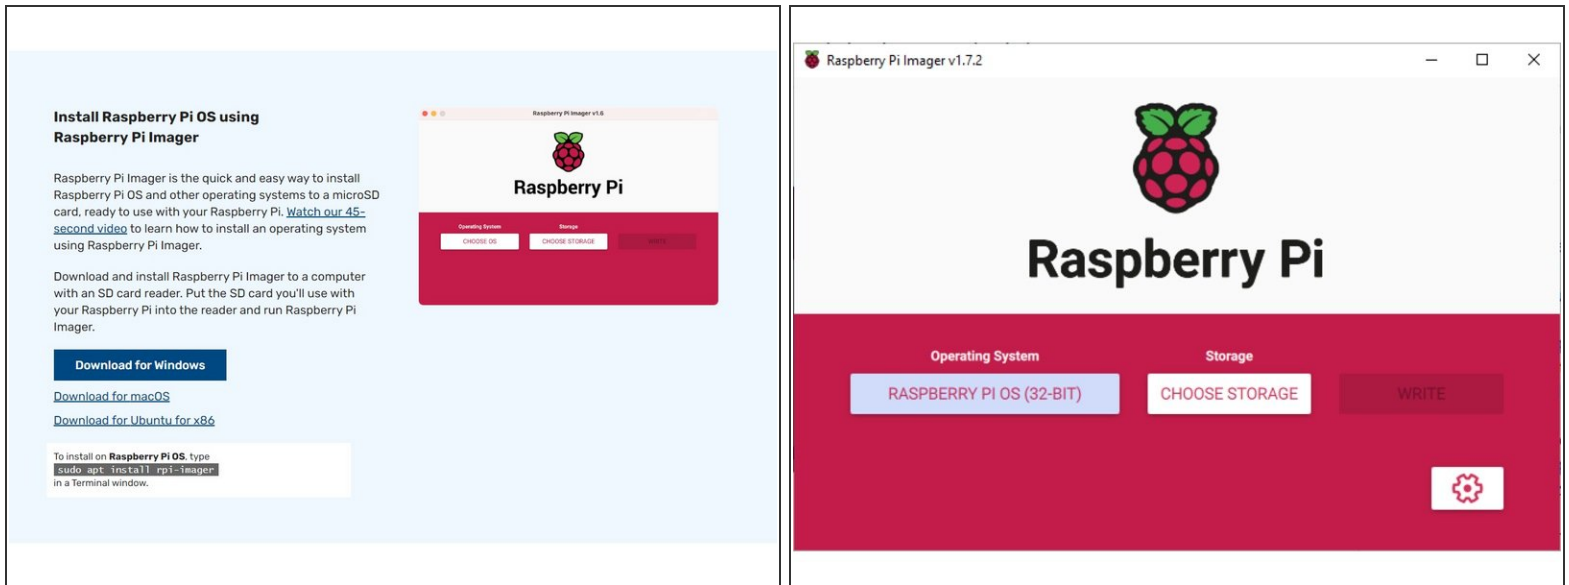 Install Raspberry Pi OS using
Raspberry Pi Imager
Raspberry Pi Imager is the quick and easy way to install
Raspberry Pi OS and other operating systems to a microSD
card, ready to use with your Raspberry Pi. Watch our 45-
second video to learn how to install an operating system
using Raspberry Pi Imager.
Download and install Raspberry Pi Imager to a computer
with an SD card reader. Put the SD card you'll use with
your Raspberry Pi into the reader and run Raspberry Pi
Imager.
Download for Windows
Download for macOS
Download for Ubuntu for x86
To install on Raspberry Pi OS, type
sudo apt install rpi-imager
in a Terminal window.
Raspberry Pi Imager v1.6
Raspberry Pi
Operating System Storage
CHOOSE OS CHOOSE STORAGE WRITE
Raspberry Pi Imager v1.7.2
Raspberry Pi
Operating System Storage
RASPBERRY PI OS (32-BIT) CHOOSE STORAGE WRITE